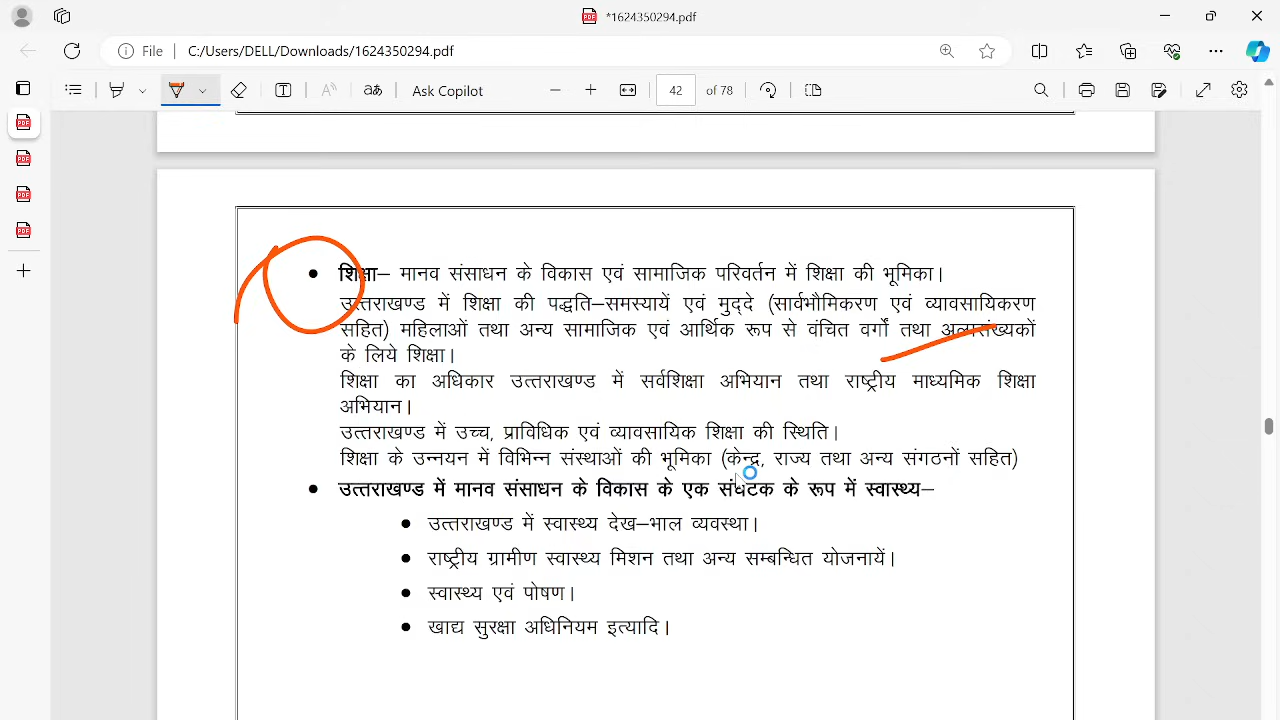 *1624350294.pdf
File
C:/Users/DELL/Downloads/1624350294.pdf
aあ Ask Copilot 42 of 78
शिक्षा– मानव संसाधन के विकास एवं सामाजिक परिवर्तन में शिक्षा की भूमिका।
उत्तराखण्ड में शिक्षा की पद्धति–समस्यायें एवं मुद्दे (सार्वभौमिकरण एवं व्यावसायिकरण
सहित) महिलाओं तथा अन्य सामाजिक एवं आर्थिक रूप से वंचित वर्गों तथा अल्पसंख्यकों
के लिये शिक्षा।
शिक्षा का अधिकार उत्तराखण्ड में सर्वशिक्षा अभियान तथा राष्ट्रीय माध्यमिक शिक्षा
अभियान।
उत्तराखण्ड में उच्च, प्राविधिक एवं व्यावसायिक शिक्षा की स्थिति।
शिक्षा के उन्नयन में विभिन्न संस्थाओं की भूमिका (केन्द्र, राज्य तथा अन्य संगठनों सहित)
उत्तराखण्ड में मानव संसाधन के विकास के एक संघटक के रूप में स्वास्थ्य–
उत्तराखण्ड में स्वास्थ्य देख–भाल व्यवस्था।
राष्ट्रीय ग्रामीण स्वास्थ्य मिशन तथा अन्य सम्बन्धित योजनायें।
स्वास्थ्य एवं पोषण।
खाद्य सुरक्षा अधिनियम इत्यादि।